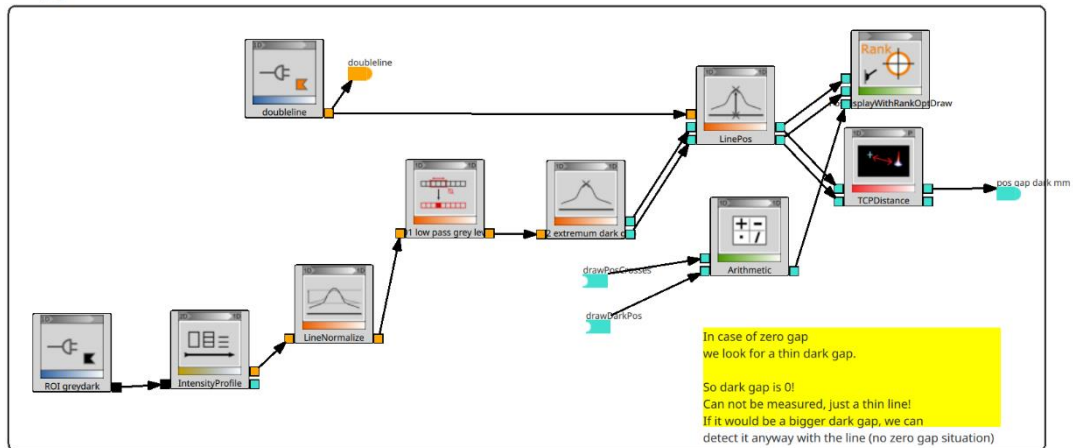 doubleline
Rank
doubleline
splayWithRankOptDraw
LinePos
pos gap dark mm
TCPDistance
1 low pass grey lev
2 extremum dark
drawPosCrosses
Arithmetic
drawDarkPos
LineNormalize
ROI greydark
IntensityProfile
In case of zero gap
we look for a thin dark gap.
So dark gap is 0!
Can not be measured, just a thin line!
If it would be a bigger dark gap, we can
detect it anyway with the line (no zero gap situation)